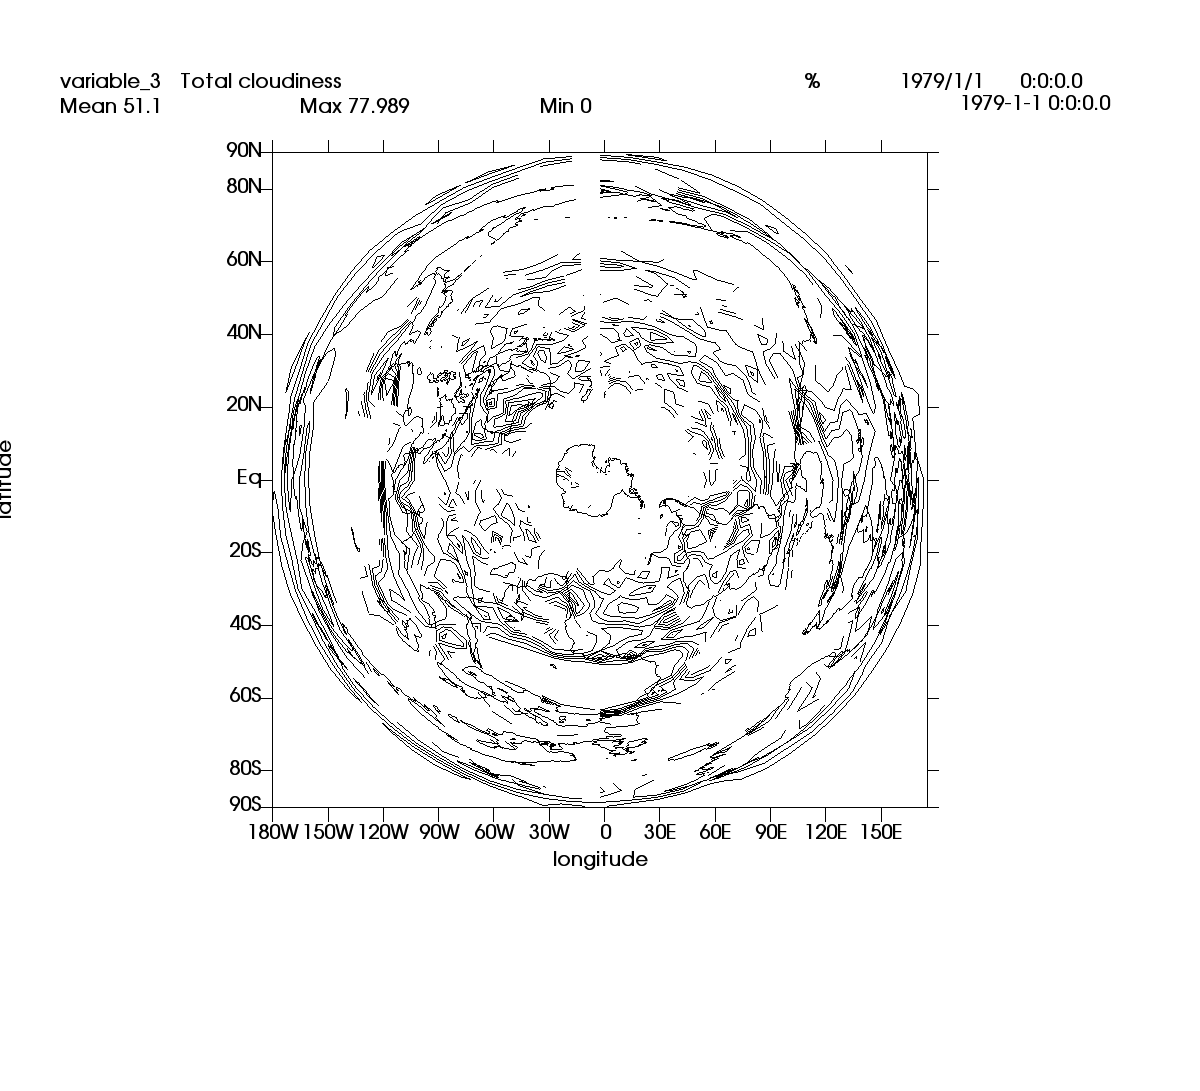 variable_3 Total cloudiness % 1979/1/1 0:0:0.0
Mean 51.1 Max 77.989 Min 0 1979-1-1 0:0:0.0
90N
80N
60N
40N
20N
Eq
20S
40S
60S
80S
90S
latitude
180W 150W 120W 90W 60W 30W 0 30E 60E 90E 120E 150E
longitude